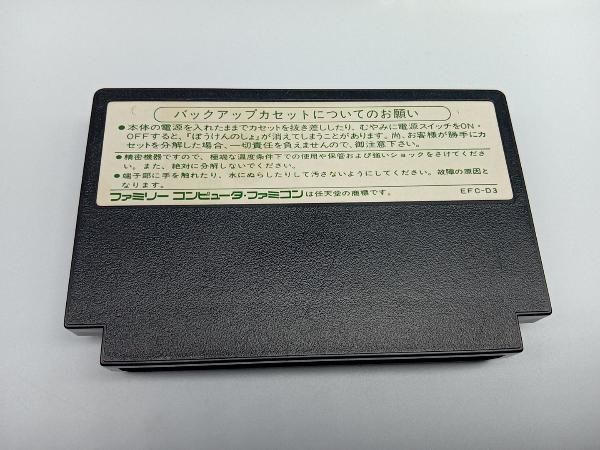 バックアップカセットについてのお願い
●本体の電源を入れたままでカセットを抜き差ししたり、むやみに電源スイッチをON・
OFFすると、『ぼうけんのしょ』が消えてしまうことがあります。尚、お客様が勝手にカ
セットを分解した場合、一切責任を負えませんので、御注意下さい。
●精密機器ですので、極端な温度条件下での使用や保管および強いショックをさけてくださ
い。また、絶対に分解しないでください。
●端子部に手を触れたり、水にぬらしたりして汚さないようにしてください。故障の原因と
なります。
ファミリーコンピュータ・ファミコンは任天堂の商標です。 EFC-D3